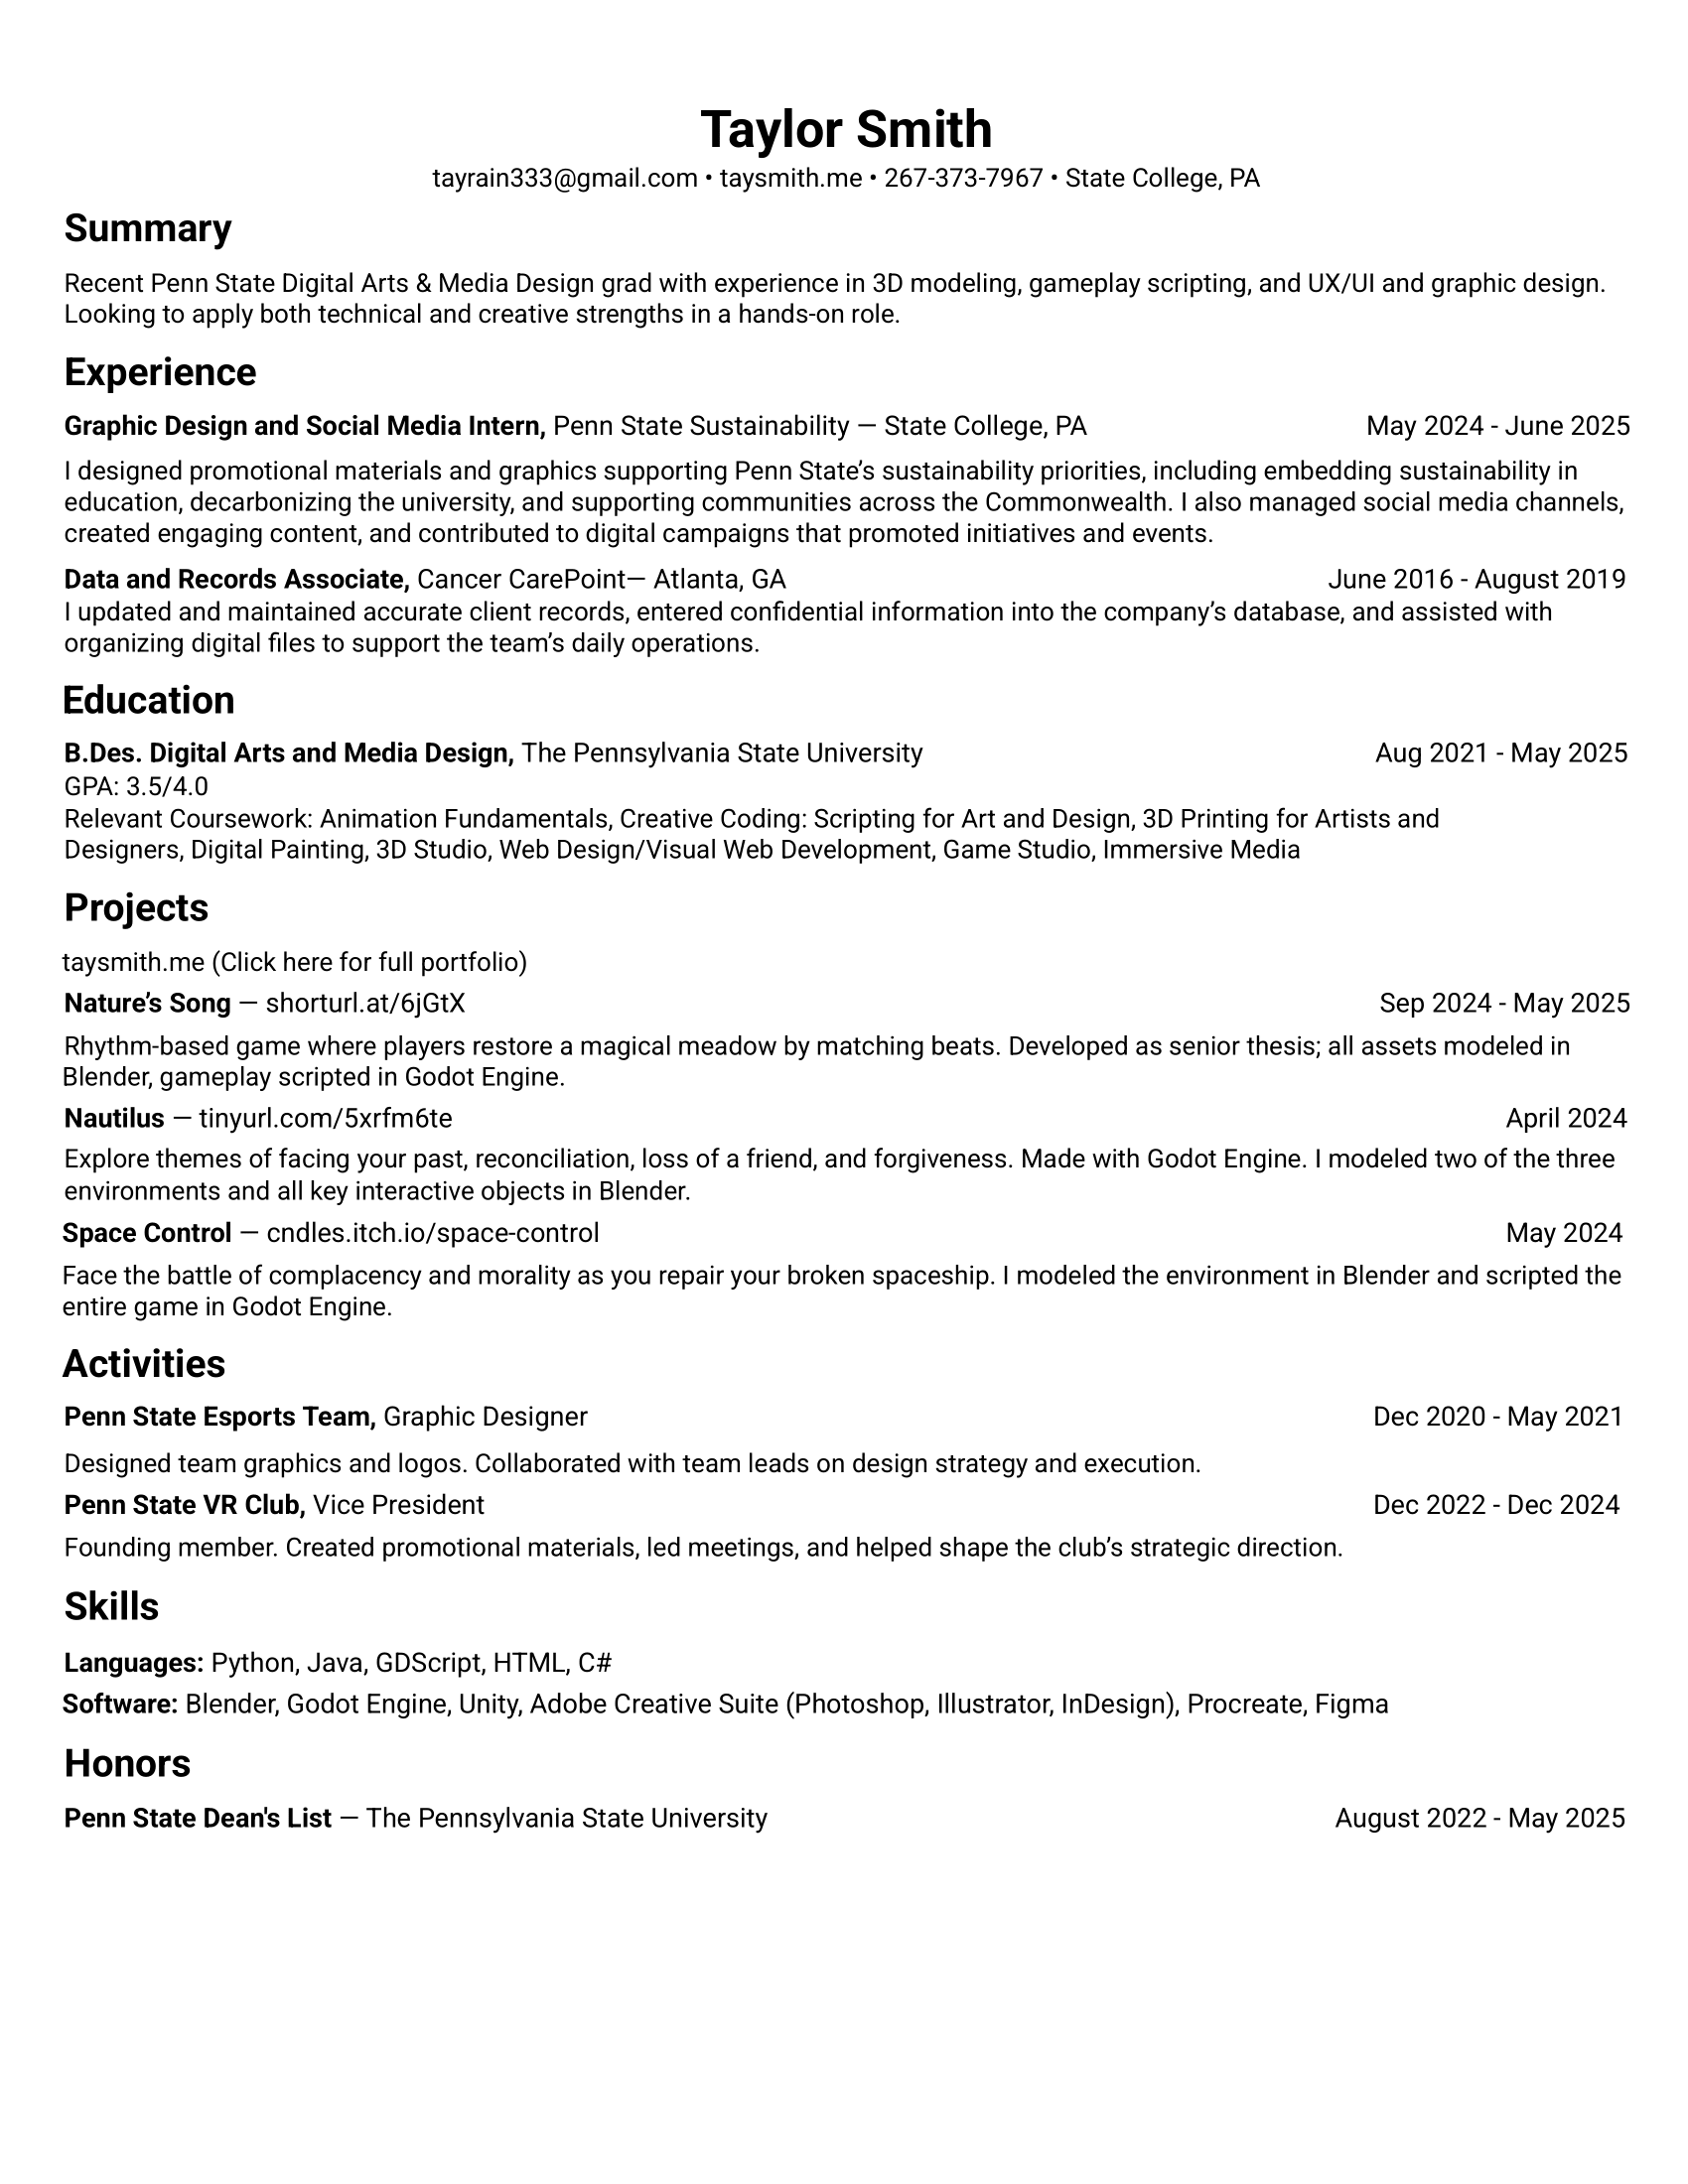 Taylor Smith
tayrain333@gmail.com • taysmith.me • 267-373-7967 • State College, PA
Summary
Recent Penn State Digital Arts & Media Design grad with experience in 3D modeling, gameplay scripting, and UX/UI and graphic design.
Looking to apply both technical and creative strengths in a hands-on role.
Experience
Graphic Design and Social Media Intern, Penn State Sustainability — State College, PA May 2024 - June 2025
I designed promotional materials and graphics supporting Penn State’s sustainability priorities, including embedding sustainability in
education, decarbonizing the university, and supporting communities across the Commonwealth. I also managed social media channels,
created engaging content, and contributed to digital campaigns that promoted initiatives and events.
Data and Records Associate, Cancer CarePoint— Atlanta, GA June 2016 - August 2019
I updated and maintained accurate client records, entered confidential information into the company’s database, and assisted with
organizing digital files to support the team’s daily operations.
Education
B.Des. Digital Arts and Media Design, The Pennsylvania State University Aug 2021 - May 2025
GPA: 3.5/4.0
Relevant Coursework: Animation Fundamentals, Creative Coding: Scripting for Art and Design, 3D Printing for Artists and
Designers, Digital Painting, 3D Studio, Web Design/Visual Web Development, Game Studio, Immersive Media
Projects
taysmith.me (Click here for full portfolio)
Nature’s Song — shorturl.at/6jGtX Sep 2024 - May 2025
Rhythm-based game where players restore a magical meadow by matching beats. Developed as senior thesis; all assets modeled in
Blender, gameplay scripted in Godot Engine.
Nautilus — tinyurl.com/5xrfm6te April 2024
Explore themes of facing your past, reconciliation, loss of a friend, and forgiveness. Made with Godot Engine. I modeled two of the three
environments and all key interactive objects in Blender.
Space Control — cndles.itch.io/space-control May 2024
Face the battle of complacency and morality as you repair your broken spaceship. I modeled the environment in Blender and scripted the
entire game in Godot Engine.
Activities
Penn State Esports Team, Graphic Designer Dec 2020 - May 2021
Designed team graphics and logos. Collaborated with team leads on design strategy and execution.
Penn State VR Club, Vice President Dec 2022 - Dec 2024
Founding member. Created promotional materials, led meetings, and helped shape the club’s strategic direction.
Skills
Languages: Python, Java, GDScript, HTML, C#
Software: Blender, Godot Engine, Unity, Adobe Creative Suite (Photoshop, Illustrator, InDesign), Procreate, Figma
Honors
Penn State Dean's List — The Pennsylvania State University August 2022 - May 2025